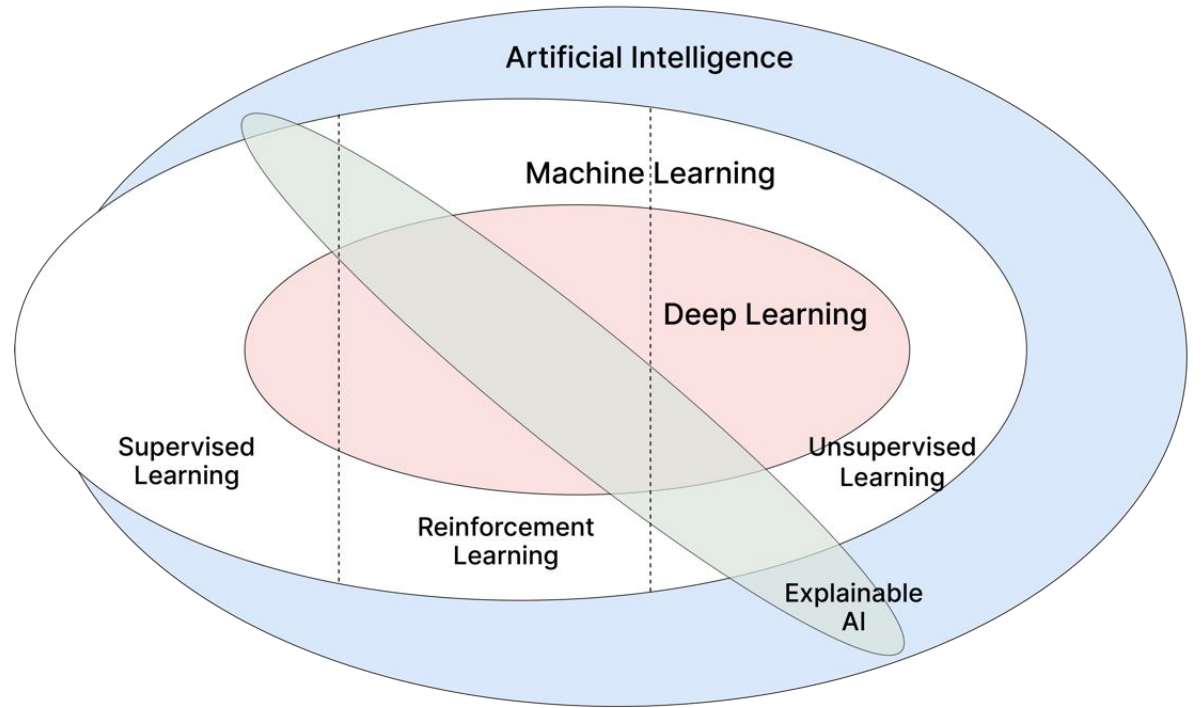 Artificial Intelligence
Machine Learning
Deep Learning
Supervised
Learning
Unsupervised
Learning
Reinforcement
Learning
Explainable
AI